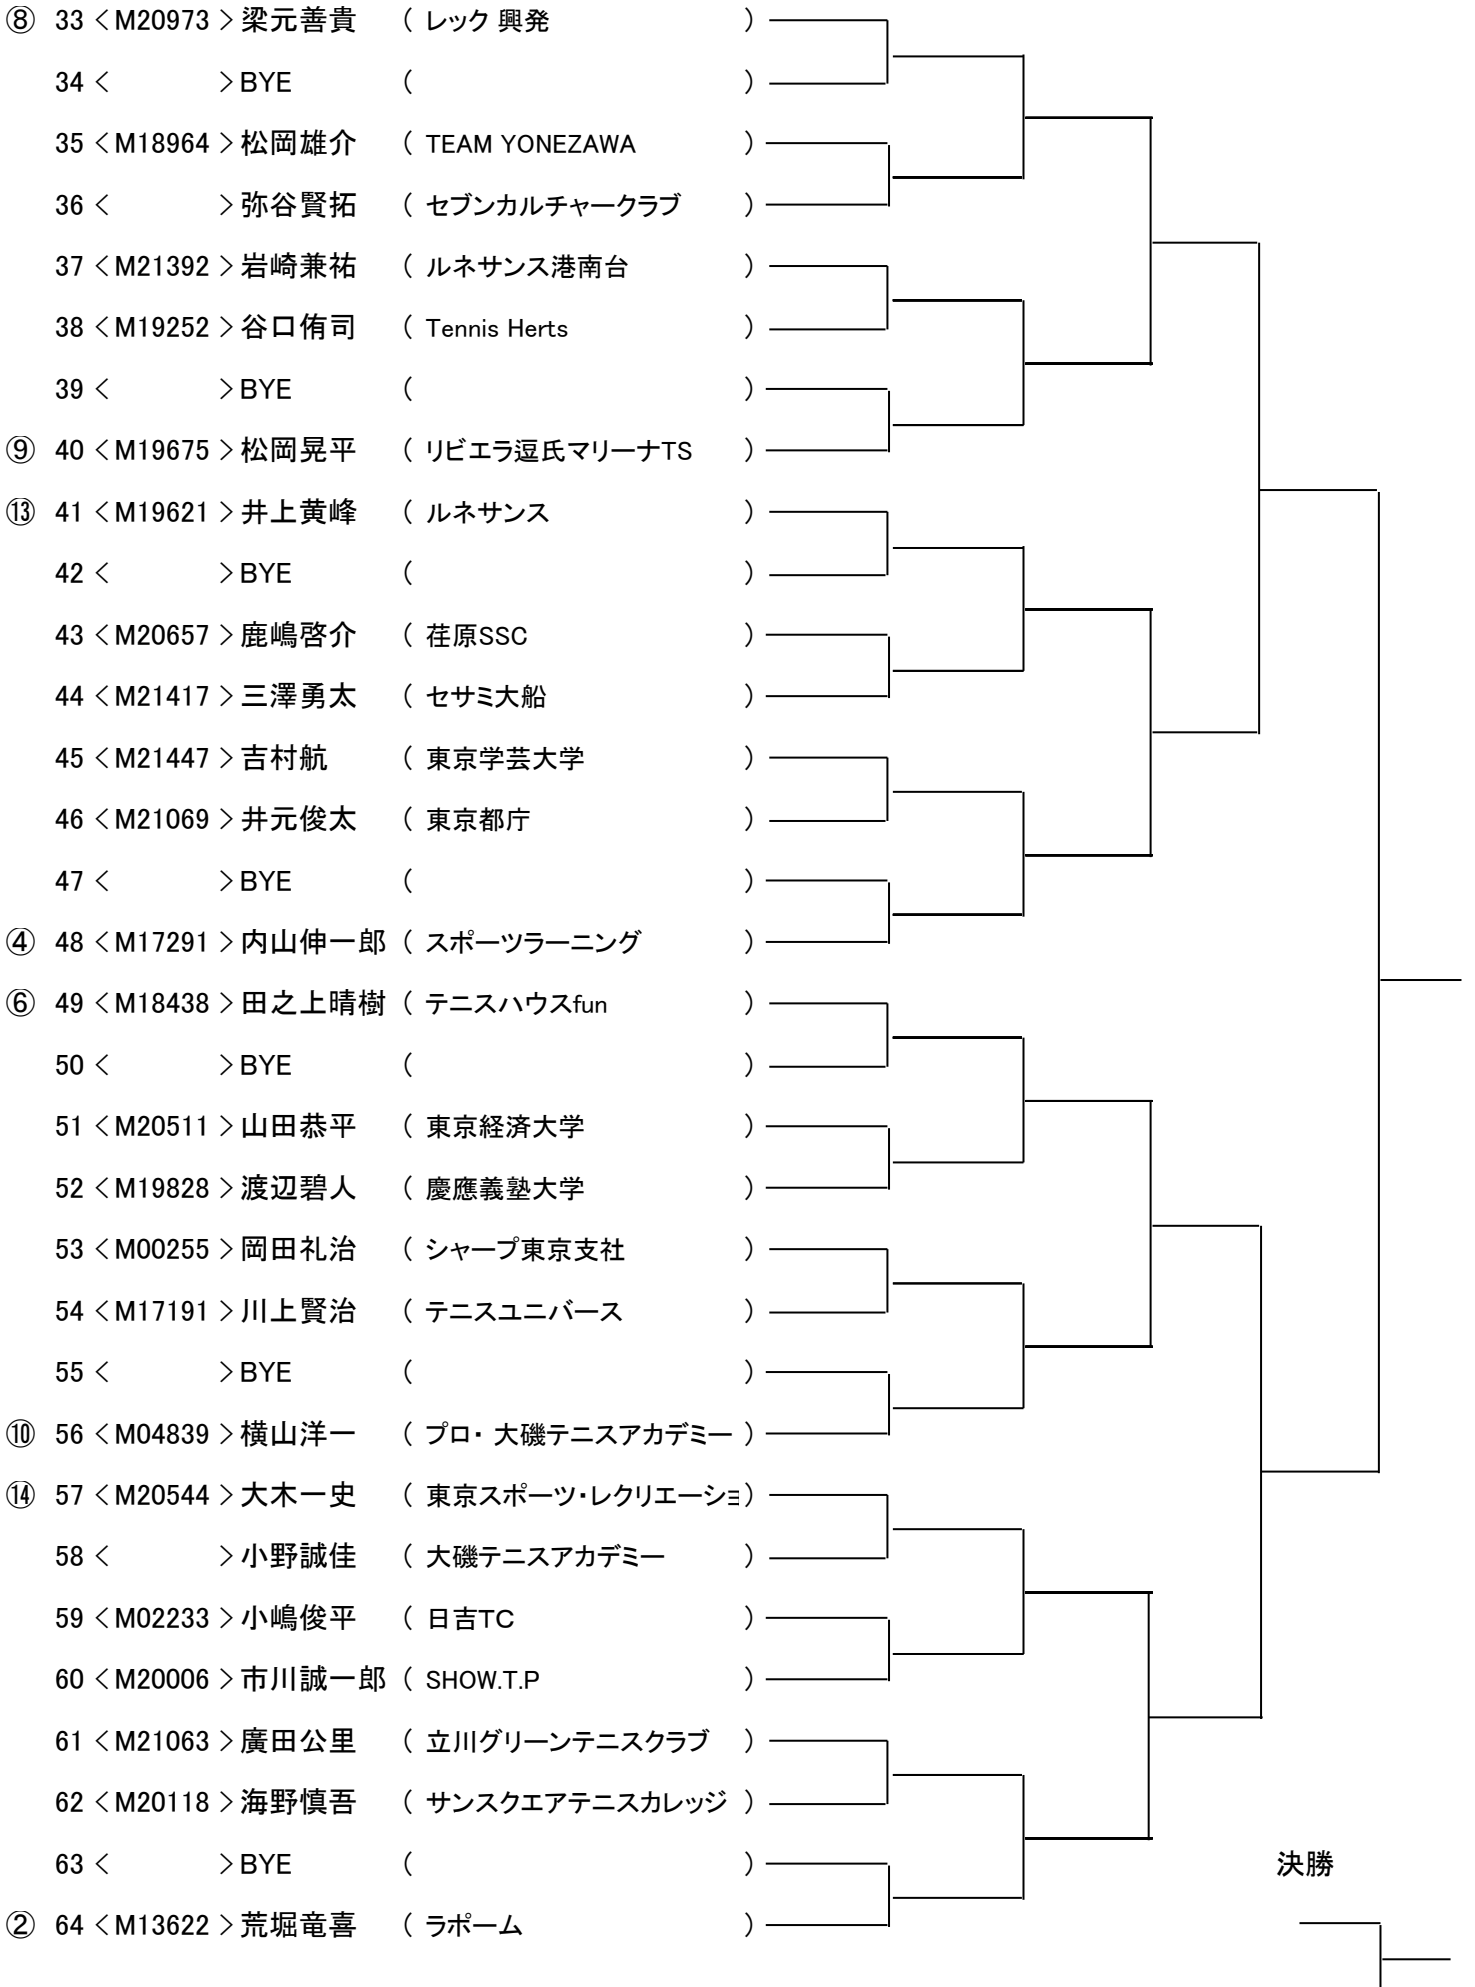 ⑧ 33 < M20973 > 梁元善貴 ( レック 興発 )
34 < > BYE ( )
35 < M18964 > 松岡雄介 ( TEAM YONEZAWA )
36 < > 弥谷賢拓 ( セブンカルチャークラブ )
37 < M21392 > 岩崎兼祐 ( ルネサンス港南台 )
38 < M19252 > 谷口侑司 ( Tennis Herts )
39 < > BYE ( )
⑨ 40 < M19675 > 松岡晃平 ( リビエラ逗氏マリーナTS )
⑬ 41 < M19621 > 井上黄峰 ( ルネサンス )
42 < > BYE ( )
43 < M20657 > 鹿嶋啓介 ( 荏原SSC )
44 < M21417 > 三澤勇太 ( セサミ大船 )
45 < M21447 > 吉村航 ( 東京学芸大学 )
46 < M21069 > 井元俊太 ( 東京都庁 )
47 < > BYE ( )
④ 48 < M17291 > 内山伸一郎 ( スポーツラーニング )
⑥ 49 < M18438 > 田之上晴樹 ( テニスハウスfun )
50 < > BYE ( )
51 < M20511 > 山田恭平 ( 東京経済大学 )
52 < M19828 > 渡辺碧人 ( 慶應義塾大学 )
53 < M00255 > 岡田礼治 ( シャープ東京支社 )
54 < M17191 > 川上賢治 ( テニスユニバース )
55 < > BYE ( )
⑩ 56 < M04839 > 横山洋一 ( プロ・ 大磯テニスアカデミー )
⑭ 57 < M20544 > 大木一史 ( 東京スポーツ・レクリエーショ )
58 < > 小野誠佳 ( 大磯テニスアカデミー )
59 < M02233 > 小嶋俊平 ( 日吉TC )
60 < M20006 > 市川誠一郎 ( SHOW.T.P )
61 < M21063 > 廣田公里 ( 立川グリーンテニスクラブ )
62 < M20118 > 海野慎吾 ( サンスクエアテニスカレッジ )
63 < > BYE ( )
決勝
② 64 < M13622 > 荒堀竜喜 ( ラポーム )